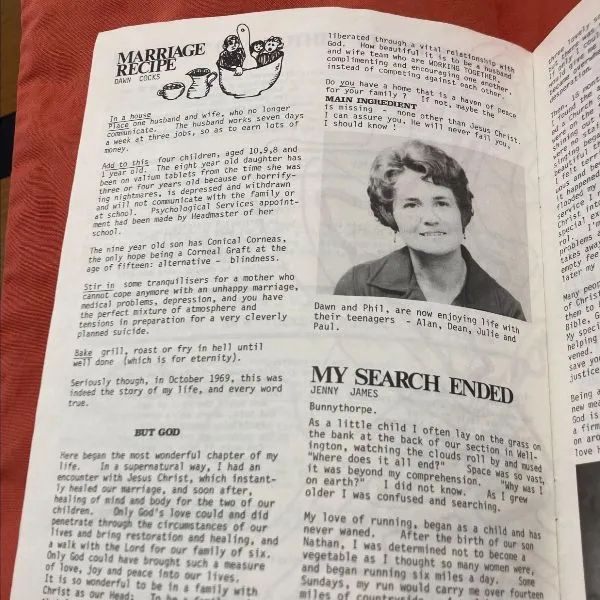 MARRIAGE
RECIPE
DAWN COCKS
In a house
Place one husband and wife, who no longer
communicate. The husband works seven days
a week at three jobs, so as to earn lots of
money.
Add to this four children, aged 10,9,8 and
1 year old. The eight year old daughter has
been on valium tablets from the time she was
three or four years old because of horrify-
ing nightmares, is depressed and withdrawn
and will not communicate with the family or
at school. Psychological Services appoint-
ment had been made by Headmaster of her
school.
The nine year old son has Conical Corneas,
the only hope being a Corneal Graft at the
age of fifteen: alternative - blindness.
Stir in some tranquilisers for a mother who
cannot cope anymore with an unhappy marriage,
medical problems, depression, and you have
the perfect mixture of atmosphere and
tensions in preparation for a very cleverly
planned suicide.
Bake grill, roast or fry in hell until
well done (which is for eternity).
Seriously though, in October 1969, this was
indeed the story of my life, and every word
true.
BUT GOD
Here began the most wonderful chapter of my
life. In a supernatural way, I had an
encounter with Jesus Christ, which instant-
ly healed our marriage, and soon after,
healing of mind and body for the two of our
children. Only God's love could and did
penetrate through the circumstances of our
lives and bring restoration and healing, and
a walk with the Lord for our family of six.
Only God could have brought such a measure
of love, joy and peace into our lives.
It is so wonderful to be in a family with
Christ as our Head: To be a
liberated through a vital relationship with
God. How beautiful it is to be a husband
and wife team who are WORKING TOGETHER,
complimenting and encouraging one another,
instead of competing against each other.
Do you have a home that is a haven of Peace
for your family ? If not, maybe the
MAIN INGREDIENT
is missing - none other than Jesus Christ.
I can assure you, He will never fail you,
I should know !
Dawn and Phil, are now enjoying life with
their teenagers - Alan, Dean, Julie and
Paul.
MY SEARCH ENDED
JENNY JAMES
Bunnythorpe.
As a little child I often lay on the grass on
the bank at the back of our section in Well-
ington, watching the clouds roll by and mused
"Where does it all end?" Space was vast,
it was beyond my comprehension. "Why was I
on earth?" I did not know. As I grew
older I was confused and searching.
My love of running, began as a child and has
never waned. After the birth of our son
Nathan, I was determined not to become a
vegetable as I thought so many women were,
and began running six miles a day. Some
Sundays, my run would carry me over fourteen
miles of countryside.